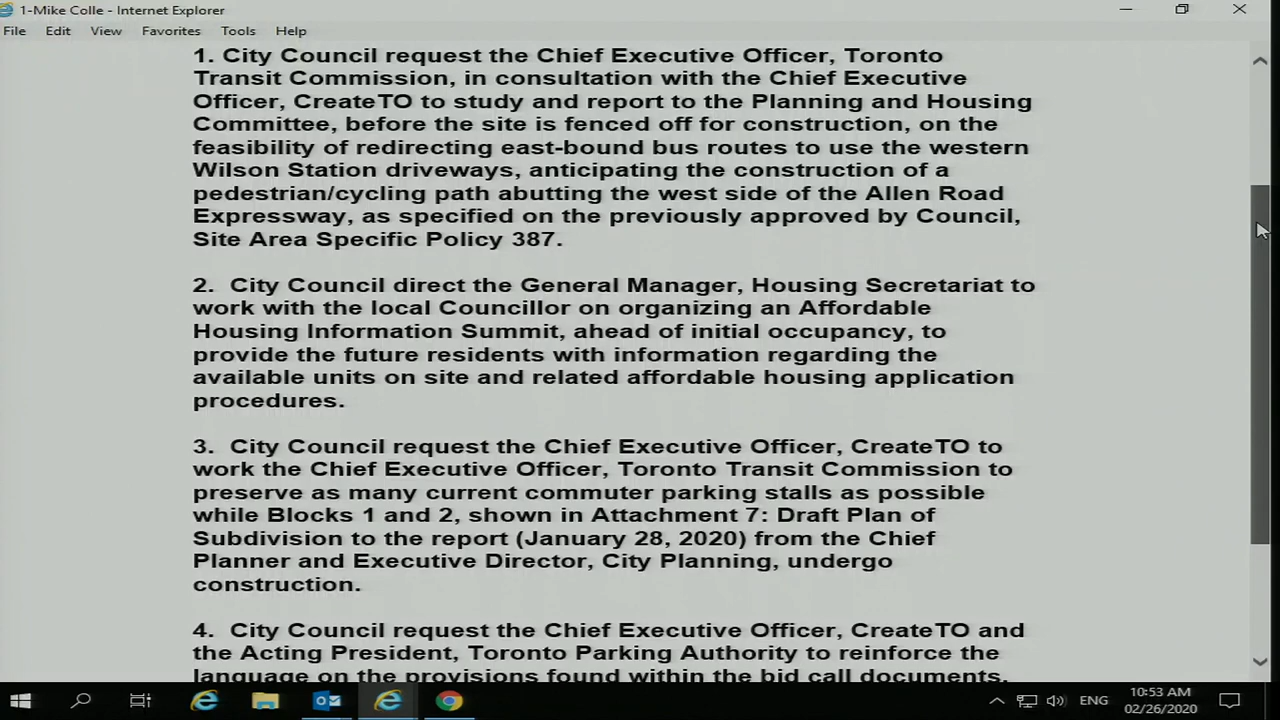 1-Mike Colle - Internet Explorer
File Edit View Favorites Tools Help
1. City Council request the Chief Executive Officer, Toronto
Transit Commission, in consultation with the Chief Executive
Officer, CreateTO to study and report to the Planning and Housing
Committee, before the site is fenced off for construction, on the
feasibility of redirecting east-bound bus routes to use the western
Wilson Station driveways, anticipating the construction of a
pedestrian/cycling path abutting the west side of the Allen Road
Expressway, as specified on the previously approved by Council,
Site Area Specific Policy 387.
2. City Council direct the General Manager, Housing Secretariat to
work with the local Councillor on organizing an Affordable
Housing Information Summit, ahead of initial occupancy, to
provide the future residents with information regarding the
available units on site and related affordable housing application
procedures.
3. City Council request the Chief Executive Officer, CreateTO to
work the Chief Executive Officer, Toronto Transit Commission to
preserve as many current commuter parking stalls as possible
while Blocks 1 and 2, shown in Attachment 7: Draft Plan of
Subdivision to the report (January 28, 2020) from the Chief
Planner and Executive Director, City Planning, undergo
construction.
4. City Council request the Chief Executive Officer, CreateTO and
the Acting President, Toronto Parking Authority to reinforce the
language on the provisions found within the bid call documents,
ENG
10:53 AM
02/26/2020